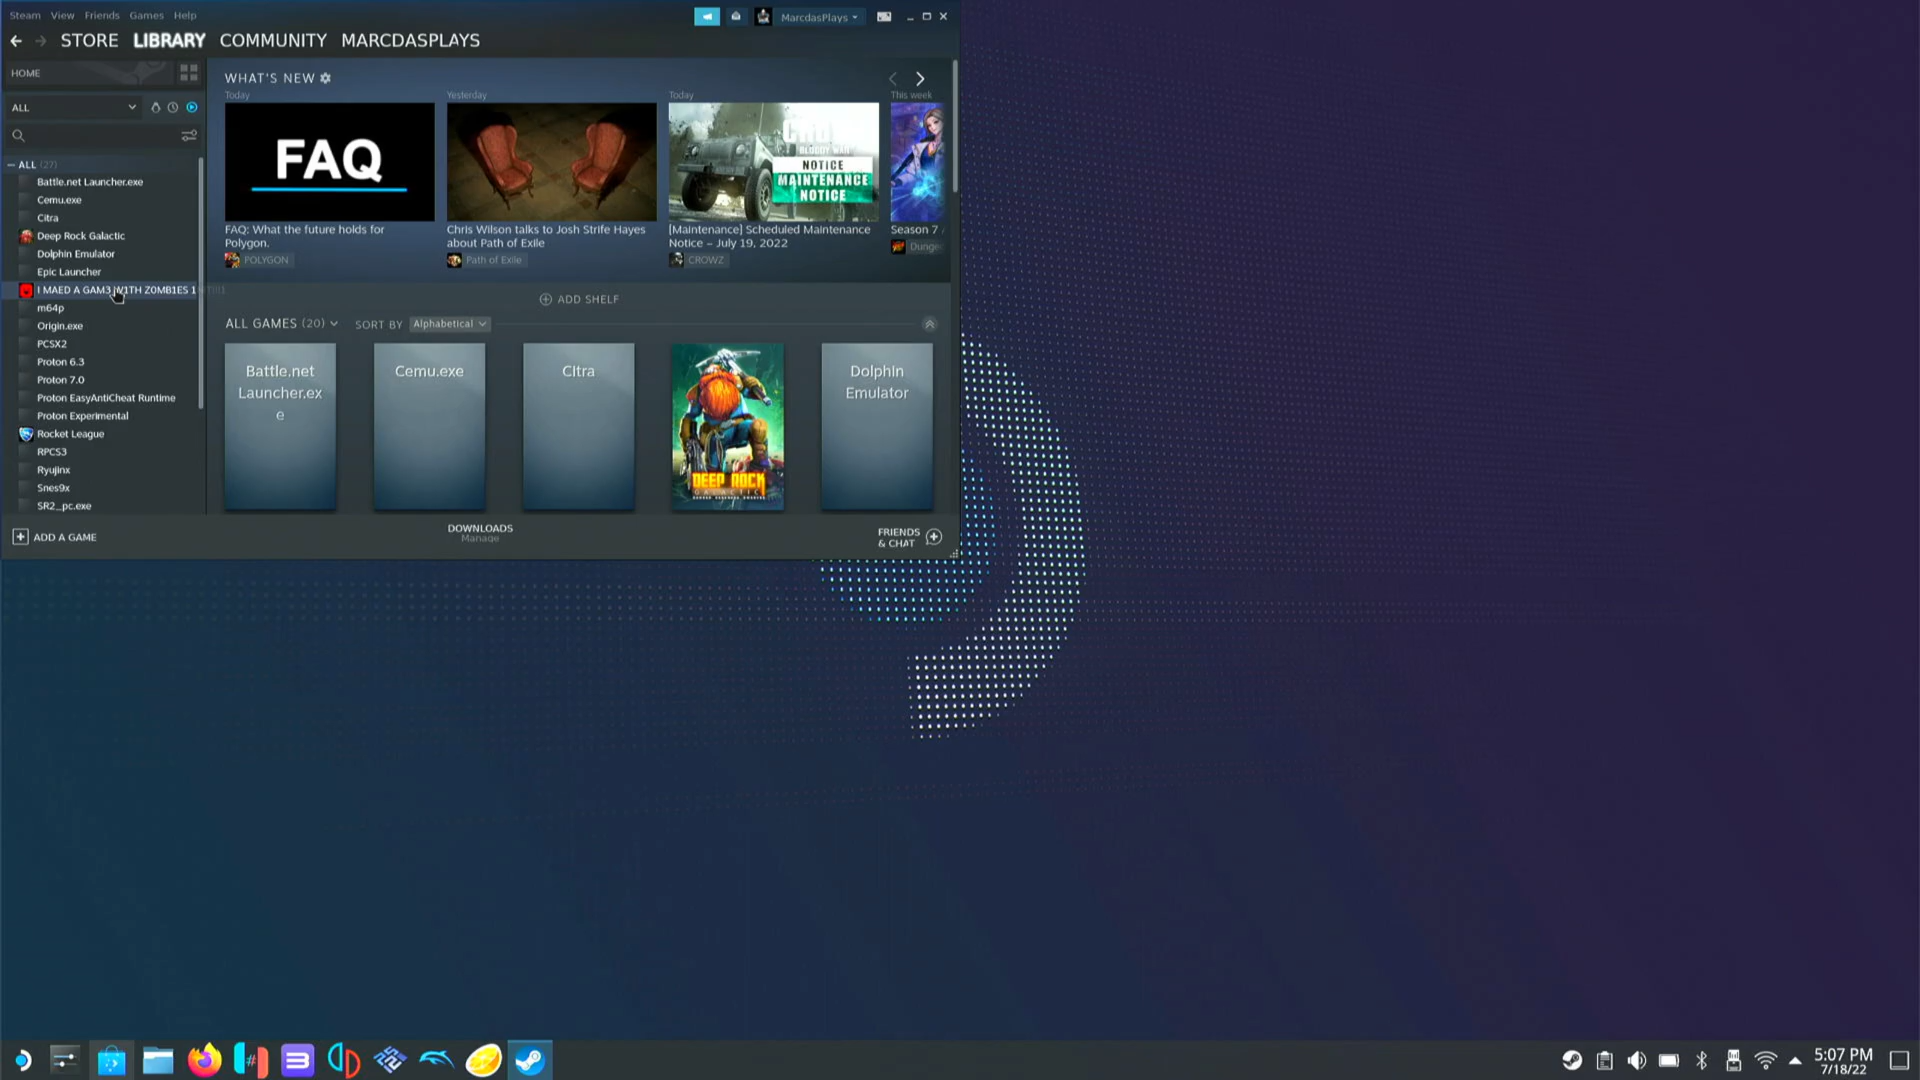 Steam View Friends Games Help
MarcdasPlays
STORE LIBRARY COMMUNITY MARCDASPLAYS
HOME
ALL
ALL (27)
Battle.net Launcher.exe
Cemu.exe
Citra
Deep Rock Galactic
Dolphin Emulator
Epic Launcher
I MAED A GAM3 W1TH Z0MB1ES 1
m64p
Origin.exe
PCSX2
Proton 6.3
Proton 7.0
Proton EasyAntiCheat Runtime
Proton Experimental
Rocket League
RPCS3
Ryujinx
Snes9x
SR2_pc.exe
WHAT'S NEW
Today
FAQ
FAQ: What the future holds for
Polygon.
POLYGON
Yesterday
Chris Wilson talks to Josh Strife Hayes
about Path of Exile
Path of Exile
Today
BLOODY WAR
NOTICE
MAINTENANCE
NOTICE
[Maintenance] Scheduled Maintenance
Notice – July 19, 2022
CROWZ
This week
Season 7
Dunge
ADD SHELF
ALL GAMES (20) SORT BY Alphabetical
Battle.net
Launcher.ex
e
Cemu.exe
Citra
DEEP ROCK
GALACTIC
Dolphin
Emulator
ADD A GAME
DOWNLOADS
Manage
FRIENDS
& CHAT
5:07 PM
7/18/22